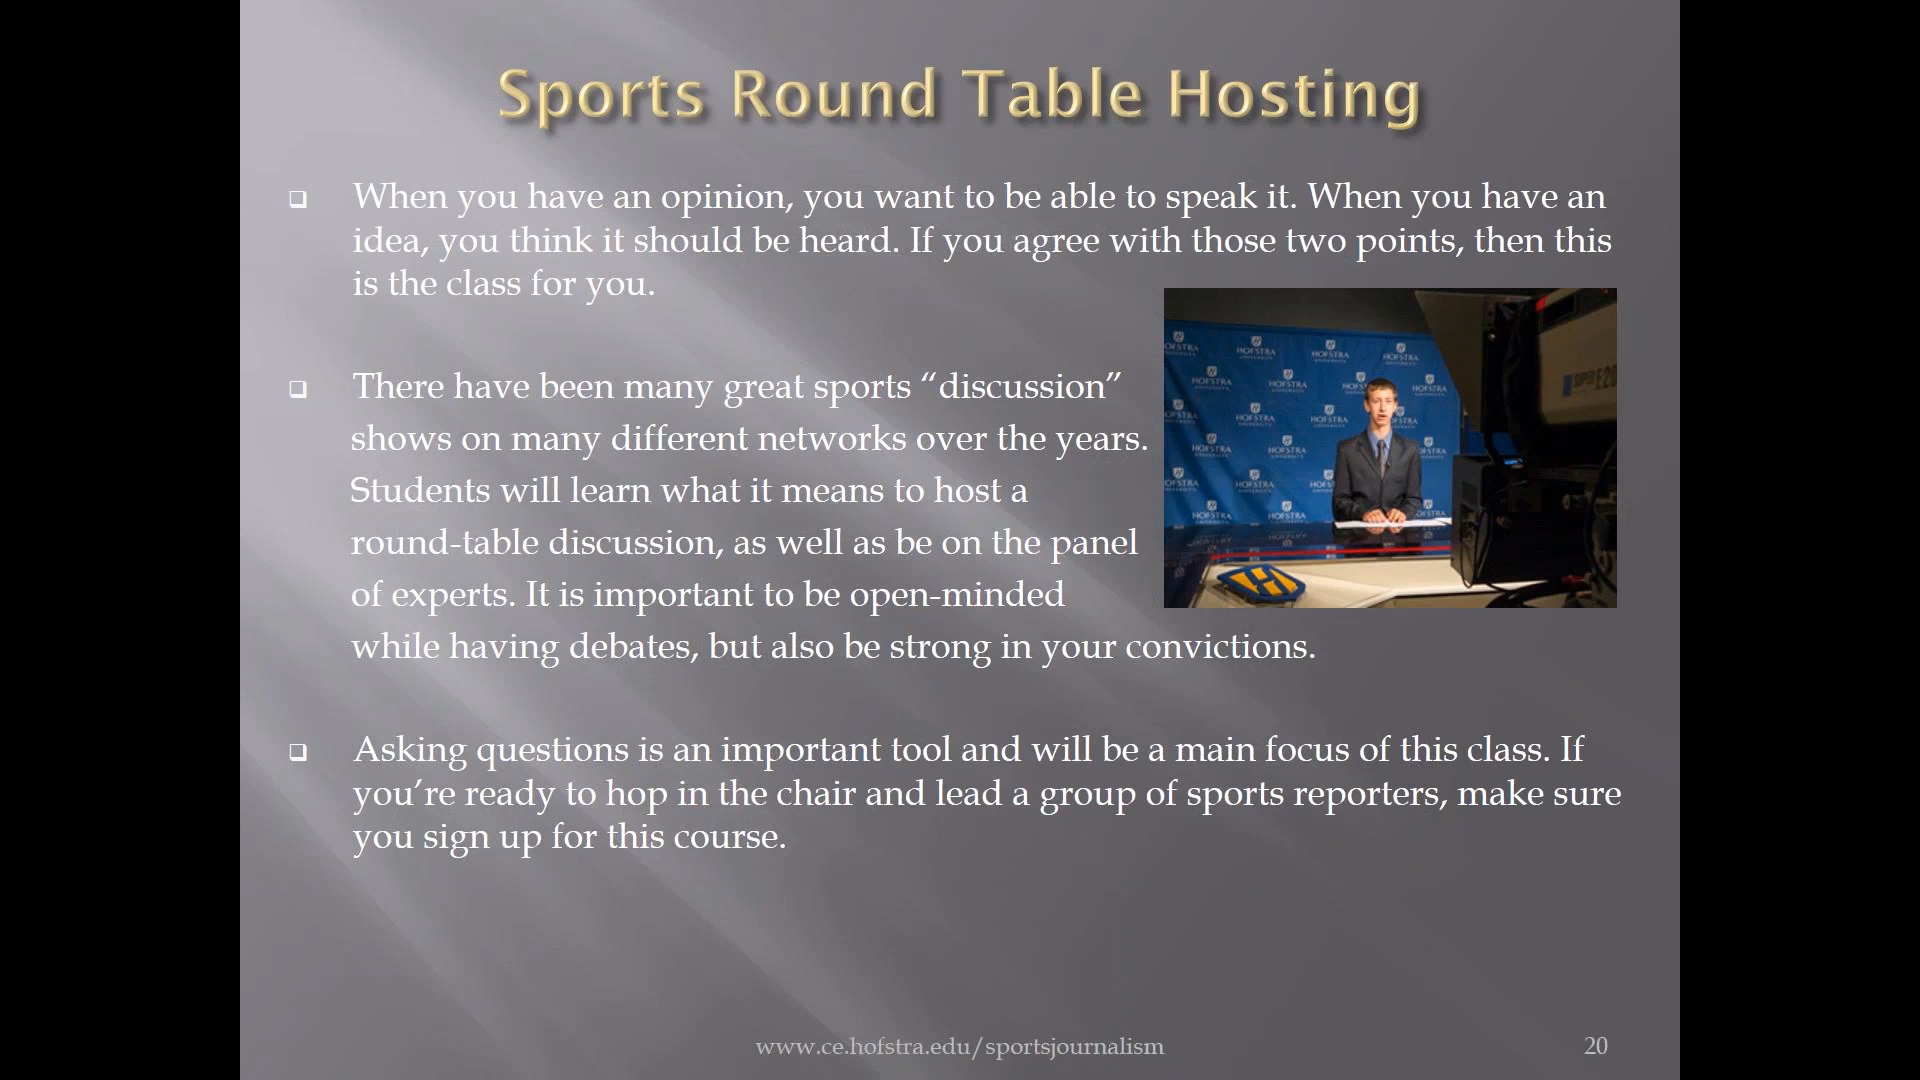 Sports Round Table Hosting
❑ When you have an opinion, you want to be able to speak it. When you have an
idea, you think it should be heard. If you agree with those two points, then this
is the class for you.
❑ There have been many great sports “discussion”
shows on many different networks over the years.
Students will learn what it means to host a
round-table discussion, as well as be on the panel
of experts. It is important to be open-minded
while having debates, but also be strong in your convictions.
HOFSTRA
UNIVERSITY
❑ Asking questions is an important tool and will be a main focus of this class. If
you’re ready to hop in the chair and lead a group of sports reporters, make sure
you sign up for this course.
www.ce.hofstra.edu/sportsjournalism
20